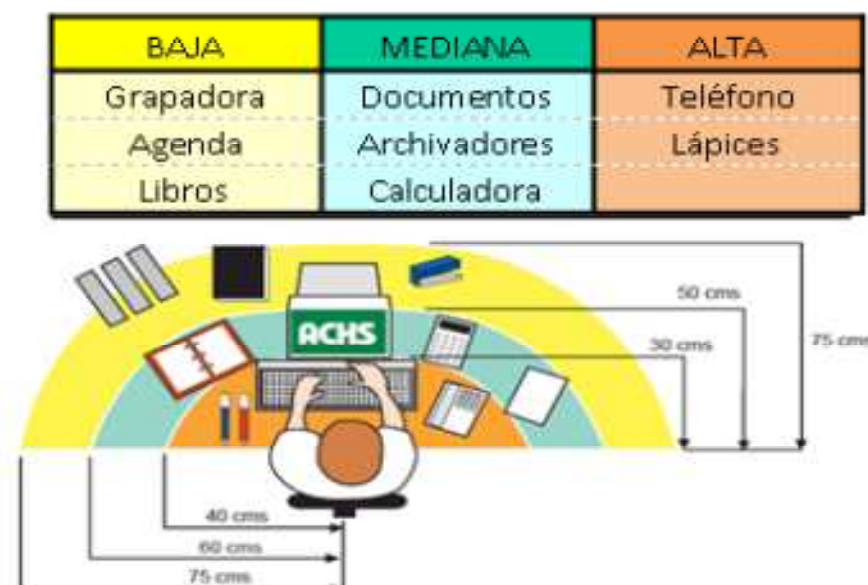 BAJA MEDIANA ALTA
Grapadora Documentos Teléfono
Agenda Archivadores Lápices
Libros Calculadora
50 cms
ACHS
30 cms
75 cms
40 cms
60 cms
75 cms